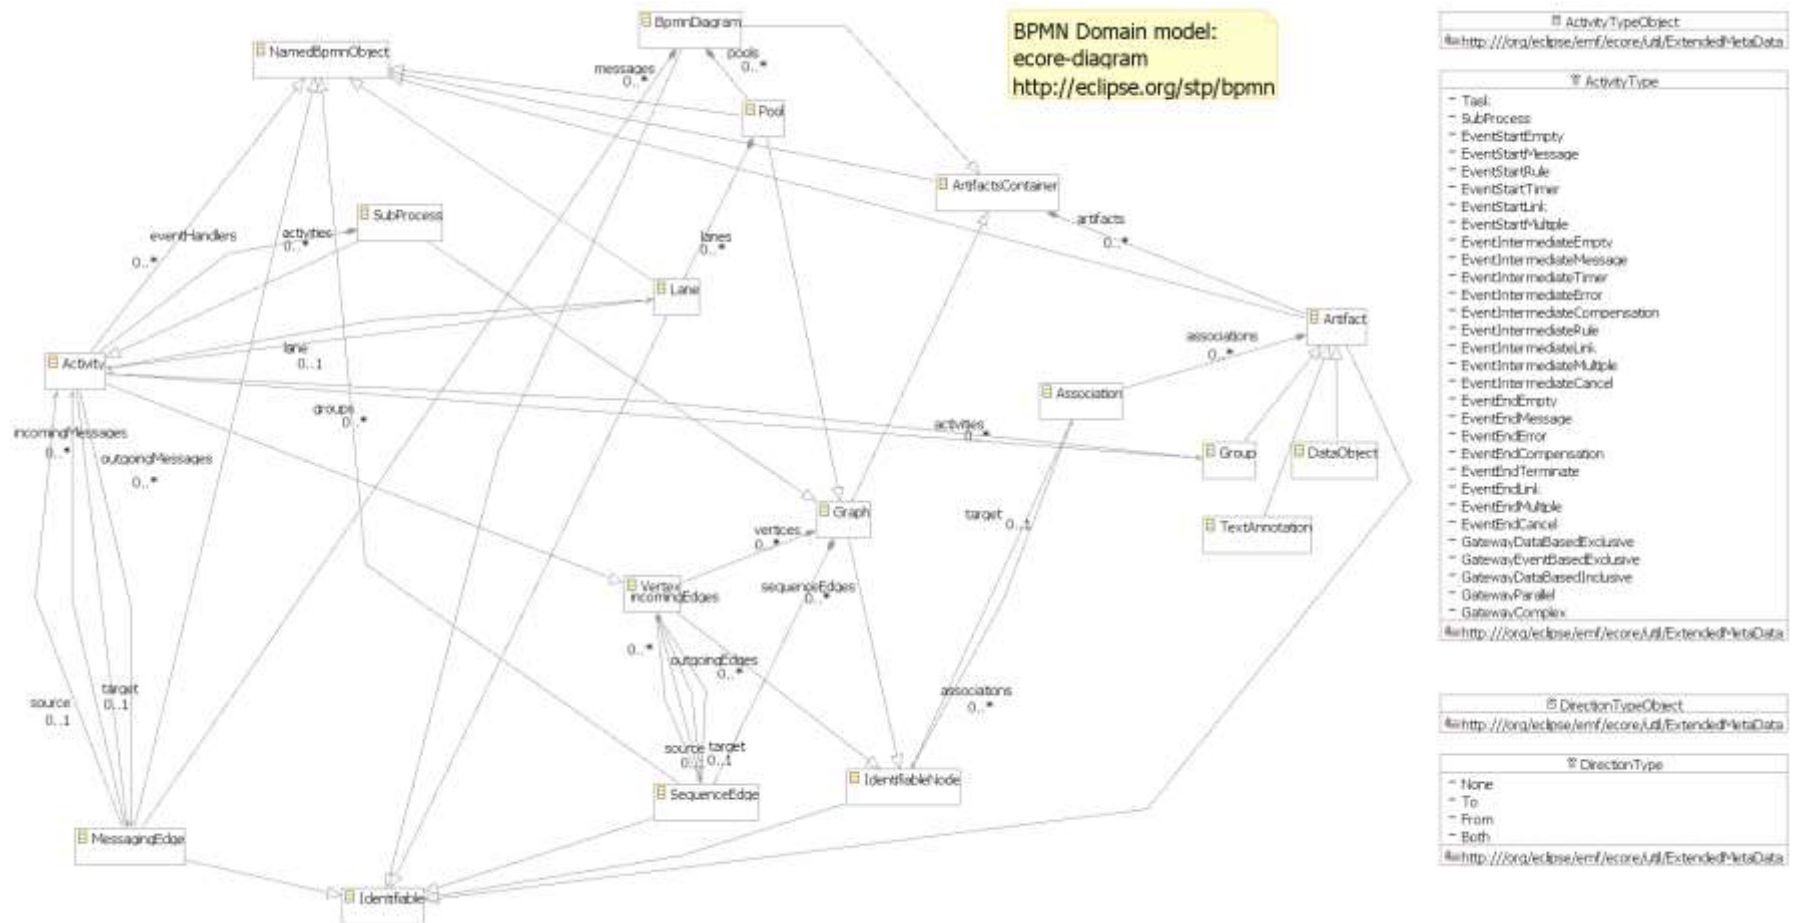 BpmnDiagram
NamedBpmnObject
messages
0..*
pools
0..*
Pool
BPMN Domain model:
ecore-diagram
http://eclipse.org/stp/bpmn
ArtifactsContainer
SubProcess
eventHandlers
0..*
activities
0..*
lanes
0..*
artifacts
0..*
Lane
Artifact
associations
0..*
Activity
lane
0..1
Association
groups
0..*
activities
0..*
incomingMessages
0..*
outgoingMessages
0..*
Group
DataObject
Graph
target
0..1
TextAnnotation
vertices
0..*
Vertex
incomingEdges
0..*
sequenceEdges
0..*
outgoingEdges
0..*
associations
0..*
source
0..1
target
0..1
source
0..1
target
0..1
SequenceEdge
IdentifiableNode
MessagingEdge
Identifiable
ActivityTypeObject
http:///org/eclipse/emf/ecore/util/ExtendedMetaData
ActivityType
Task
SubProcess
EventStartEmpty
EventStartMessage
EventStartRule
EventStartTimer
EventStartLink
EventStartMultiple
EventIntermediateEmpty
EventIntermediateMessage
EventIntermediateTimer
EventIntermediateError
EventIntermediateCompensation
EventIntermediateRule
EventIntermediateLink
EventIntermediateMultiple
EventIntermediateCancel
EventEndEmpty
EventEndMessage
EventEndError
EventEndCompensation
EventEndTerminate
EventEndLink
EventEndMultiple
EventEndCancel
GatewayDataBasedExclusive
GatewayEventBasedExclusive
GatewayDataBasedInclusive
GatewayParallel
GatewayComplex
http:///org/eclipse/emf/ecore/util/ExtendedMetaData
DirectionTypeObject
http:///org/eclipse/emf/ecore/util/ExtendedMetaData
DirectionType
None
To
From
Both
http:///org/eclipse/emf/ecore/util/ExtendedMetaData